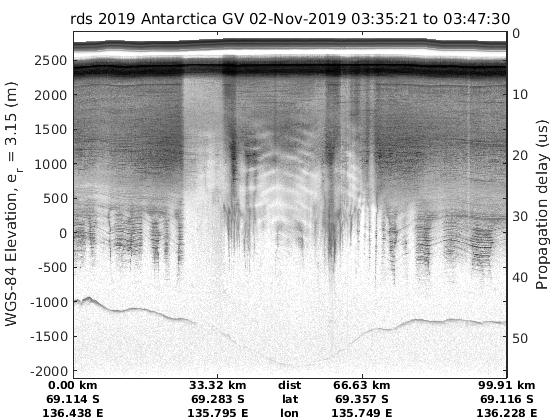 rds 2019 Antarctica GV 02-Nov-2019 03:35:21 to 03:47:30
WGS-84 Elevation, e_r = 3.15 (m)
2500
2000
1500
1000
500
0
-500
-1000
-1500
-2000
0
10
20
30
40
50
Propagation delay (us)
0.00 km 33.32 km dist 66.63 km 99.91 km
69.114 S 69.283 S lat 69.357 S 69.116 S
136.438 E 135.795 E lon 135.749 E 136.228 E